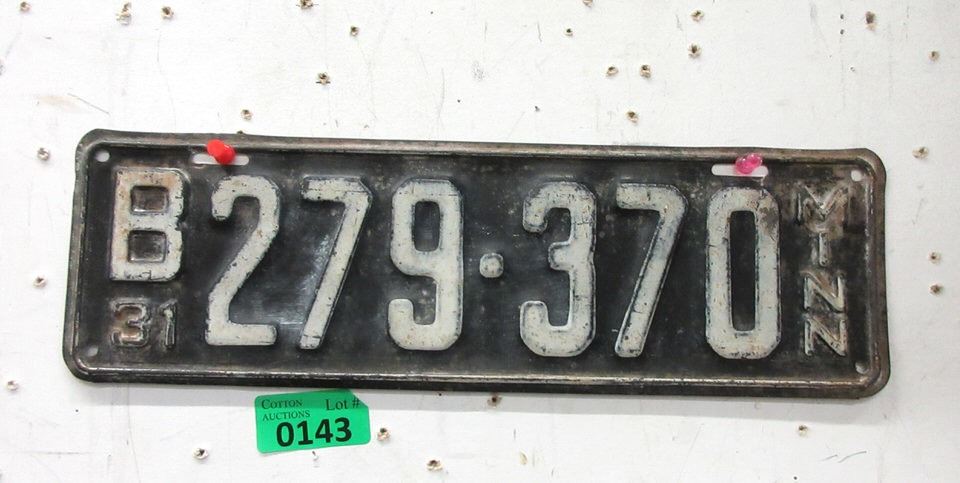 B 279·370
31
MINN
COTTON AUCTIONS Lot #
0143